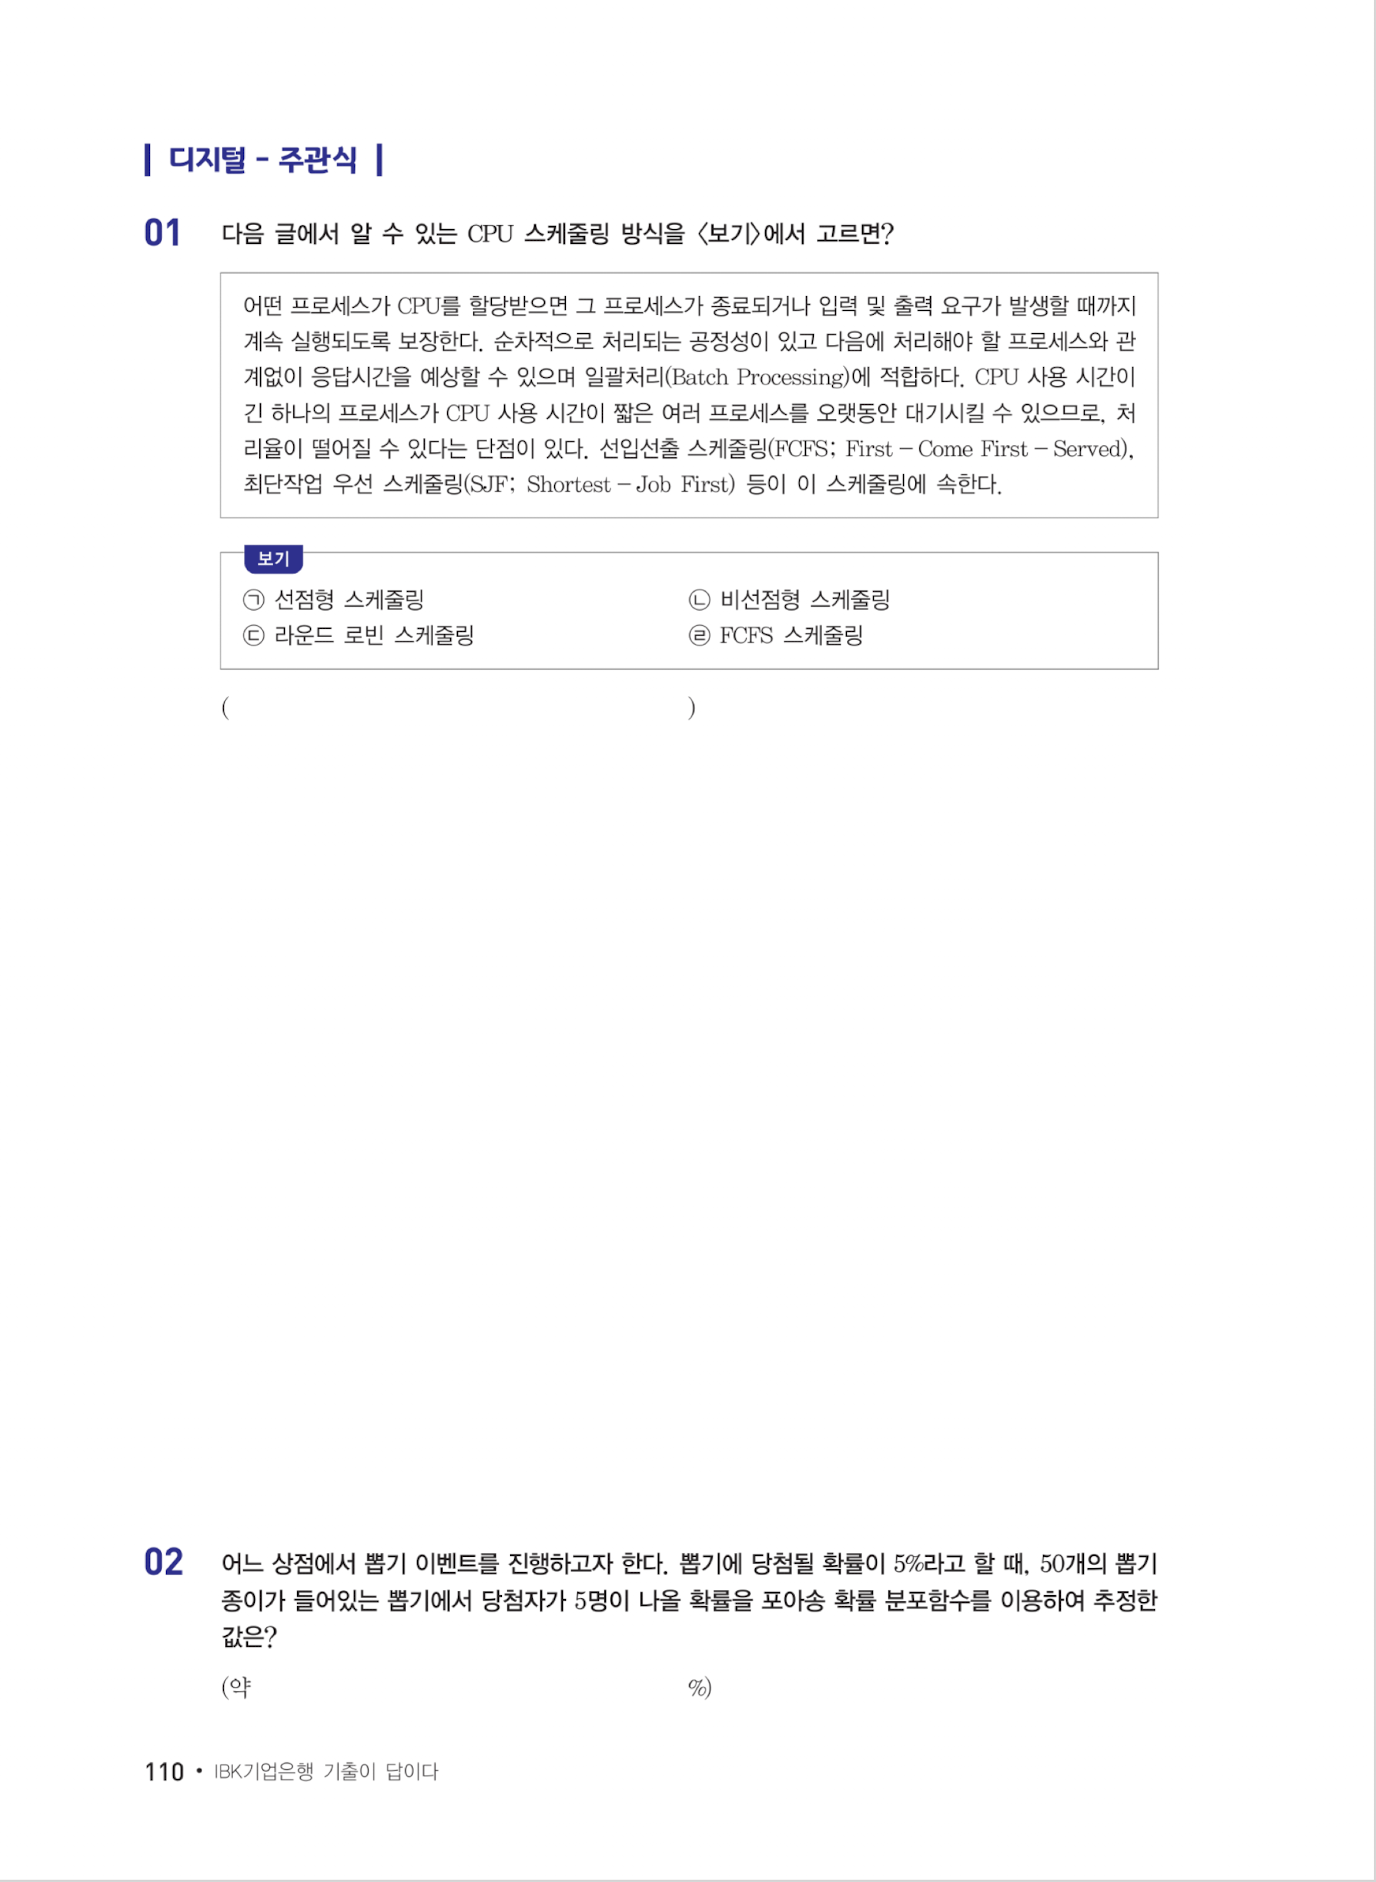 디지털 - 주관식
01 다음 글에서 알 수 있는 CPU 스케줄링 방식을 〈보기〉에서 고르면?
어떤 프로세스가 CPU를 할당받으면 그 프로세스가 종료되거나 입력 및 출력 요구가 발생할 때까지
계속 실행되도록 보장한다. 순차적으로 처리되는 공정성이 있고 다음에 처리해야 할 프로세스와 관
계없이 응답시간을 예상할 수 있으며 일괄처리(Batch Processing)에 적합하다. CPU 사용 시간이
긴 하나의 프로세스가 CPU 사용 시간이 짧은 여러 프로세스를 오랫동안 대기시킬 수 있으므로, 처
리율이 떨어질 수 있다는 단점이 있다. 선입선출 스케줄링(FCFS; First - Come First - Served),
최단작업 우선 스케줄링(SJF; Shortest - Job First) 등이 이 스케줄링에 속한다.
보기
㉠ 선점형 스케줄링 ㉡ 비선점형 스케줄링
㉢ 라운드 로빈 스케줄링 ㉣ FCFS 스케줄링
( )
02 어느 상점에서 뽑기 이벤트를 진행하고자 한다. 뽑기에 당첨될 확률이 5%라고 할 때, 50개의 뽑기
종이가 들어있는 뽑기에서 당첨자가 5명이 나올 확률을 포아송 확률 분포함수를 이용하여 추정한
값은?
(약 %)
110 • IBK기업은행 기출이 답이다